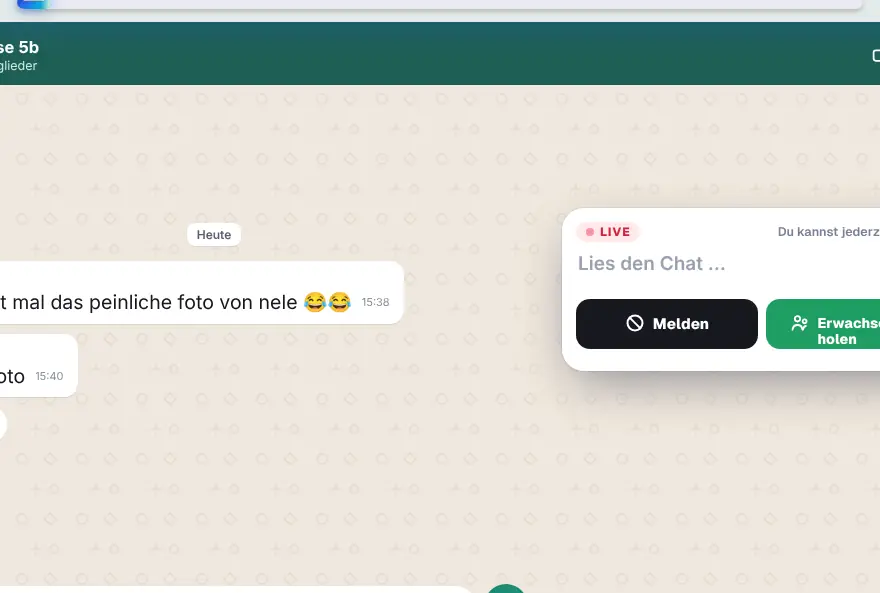 se 5b
glieder
Heute
t mal das peinliche foto von nele 😂😂 15:38
oto 15:40
LIVE
Du kannst jederz
Lies den Chat ...
Melden
Erwachse
holen